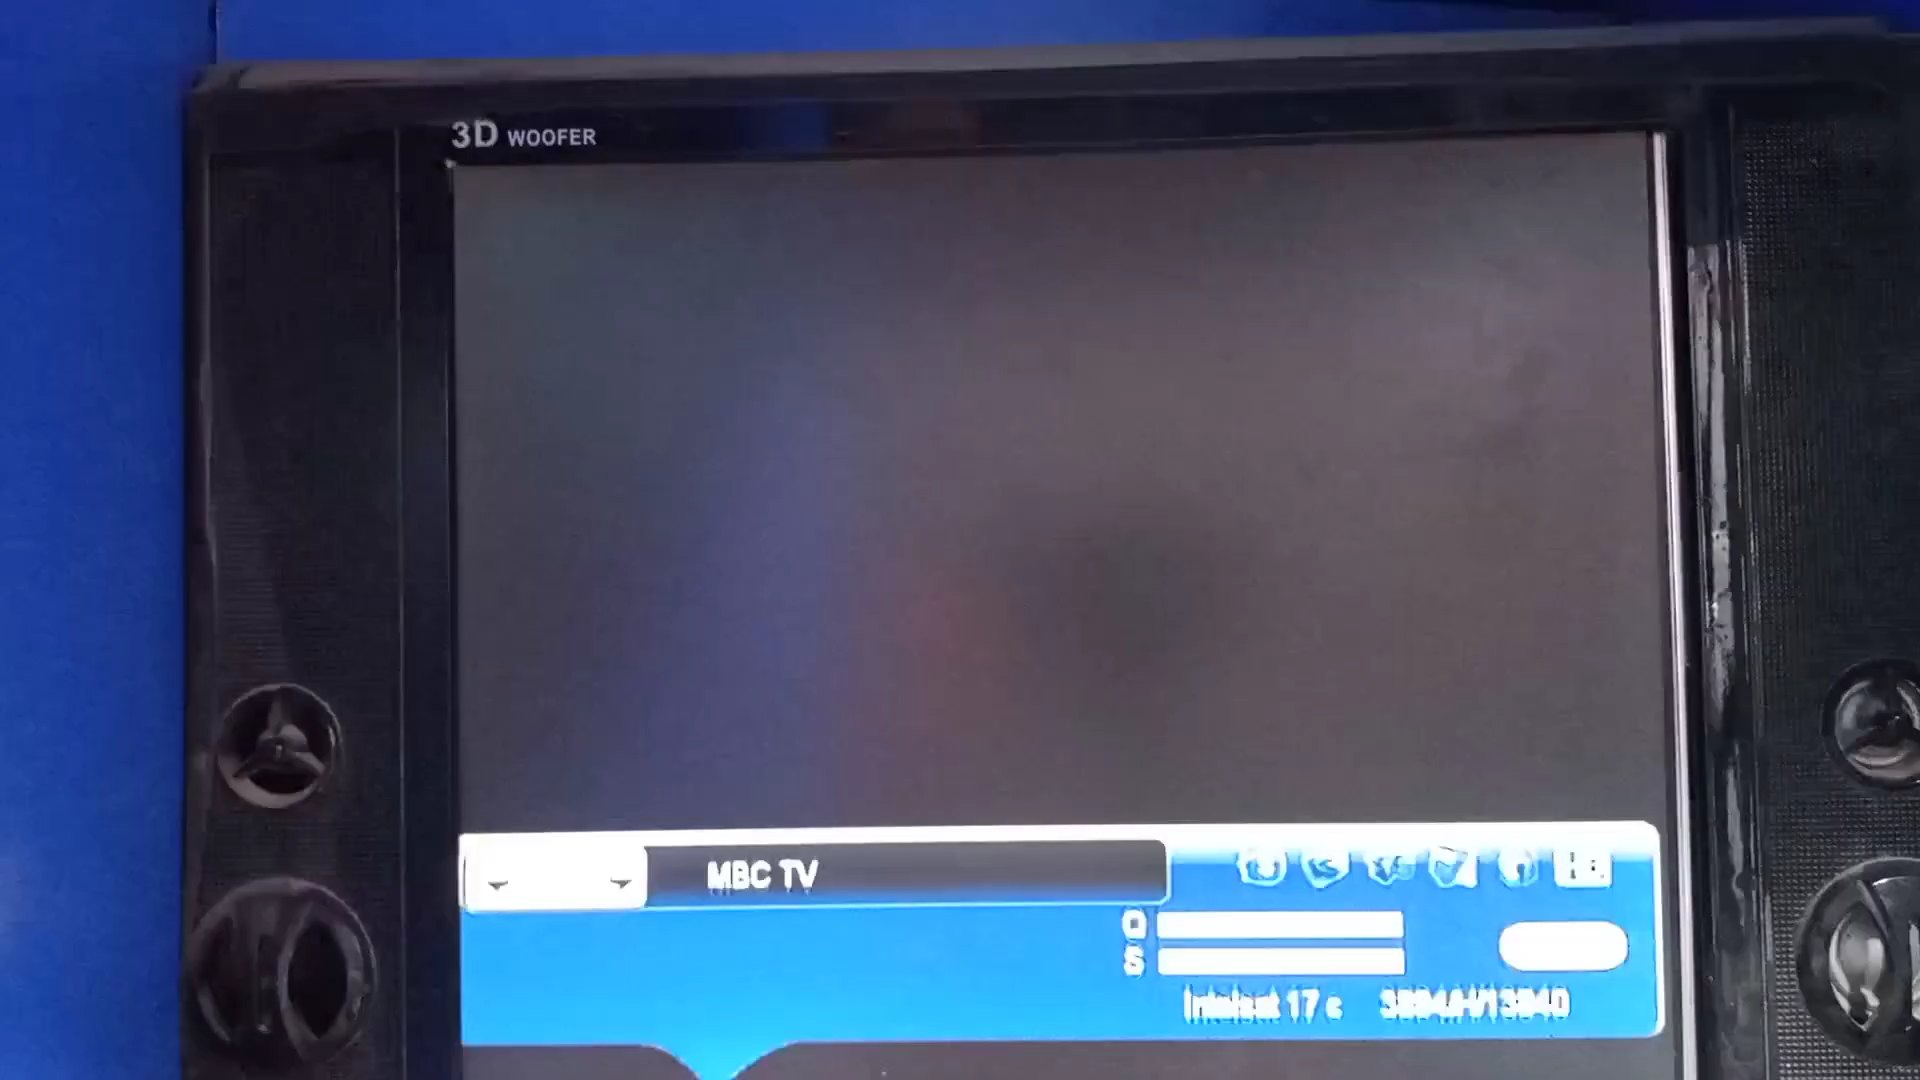 3D WOOFER
MBC TV
Q
S
Intelsat 17 c